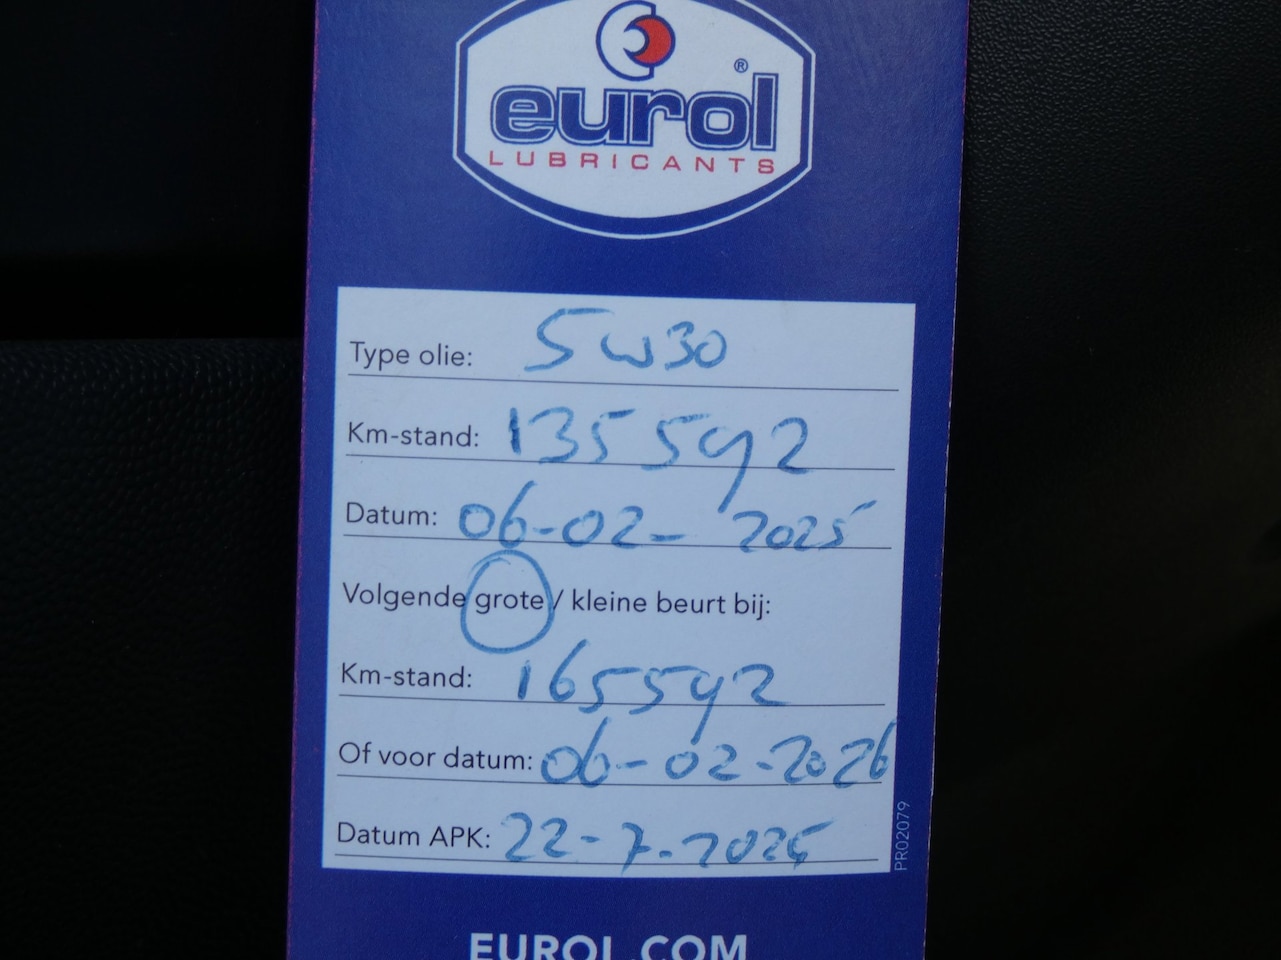 eurol ®
LUBRICANTS
Type olie: 5w30
Km-stand: 135592
Datum: 06-02-2025
Volgende grote / kleine beurt bij:
Km-stand: 165592
Of voor datum: 06-02-2026
Datum APK: 22-7-2025
PR02079
EUROL.COM